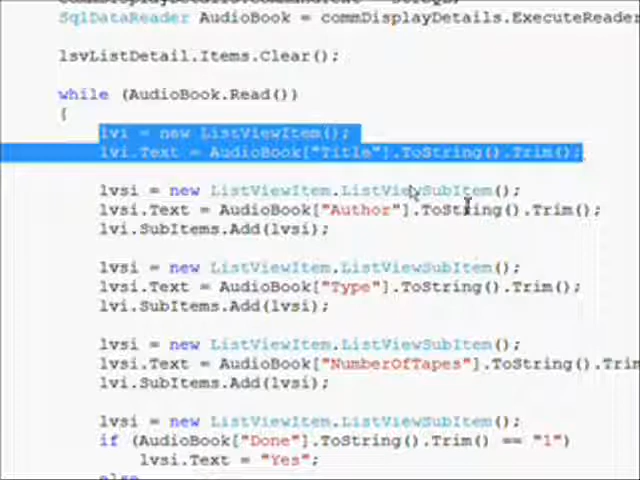 SqlDataReader AudioBook = commDisplayDetails.ExecuteReader
lsvListDetail.Items.Clear();
while (AudioBook.Read())
{
lvi = new ListViewItem();
lvi.Text = AudioBook["Title"].ToString().Trim();
lvsi = new ListViewItem.ListViewSubItem();
lvsi.Text = AudioBook["Author"].ToString().Trim();
lvi.SubItems.Add(lvsi);
lvsi = new ListViewItem.ListViewSubItem();
lvsi.Text = AudioBook["Type"].ToString().Trim();
lvi.SubItems.Add(lvsi);
lvsi = new ListViewItem.ListViewSubItem();
lvsi.Text = AudioBook["NumberOfTapes"].ToString().Trim
lvi.SubItems.Add(lvsi);
lvsi = new ListViewItem.ListViewSubItem();
if (AudioBook["Done"].ToString().Trim() == "1")
lvsi.Text = "Yes";
else